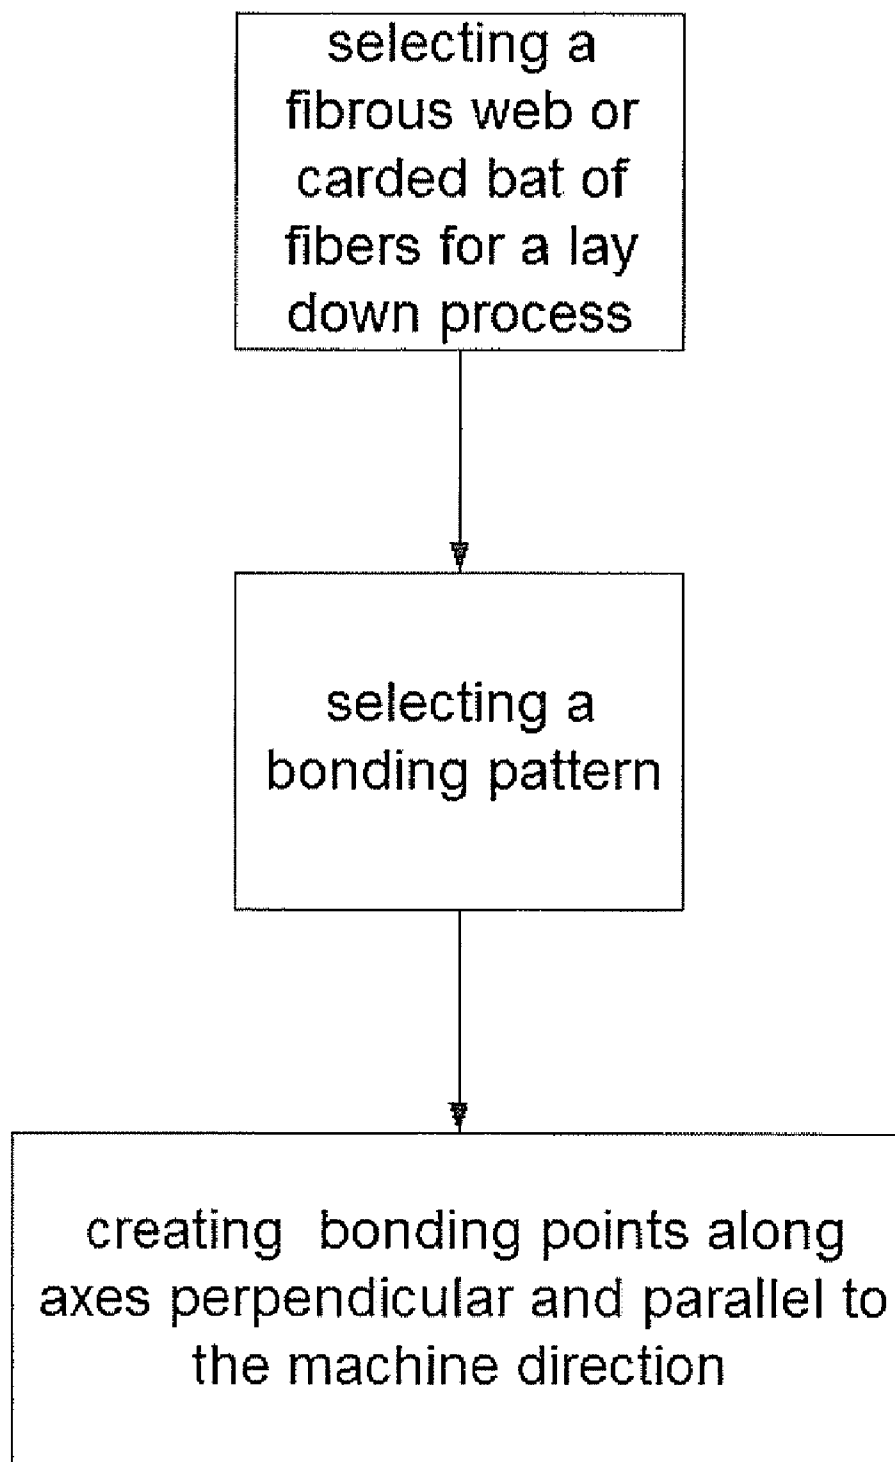 selecting a
fibrous web or
carded bat of
fibers for a lay
down process
selecting a
bonding pattern
creating bonding points along
axes perpendicular and parallel to
the machine direction